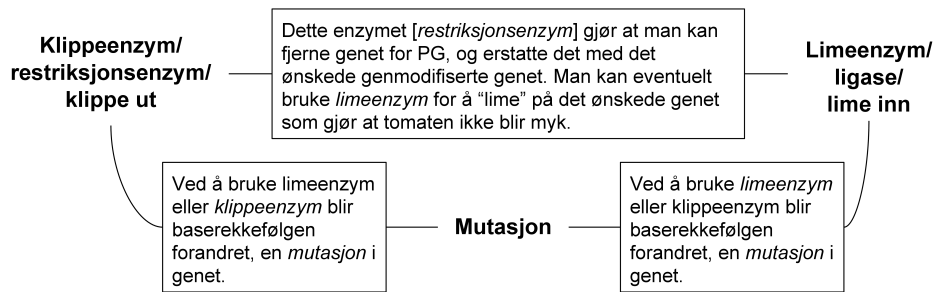 Klippeenzym/
restriksjonsenzym/
klippe ut
Dette enzymet [restriksjonsenzym] gjør at man kan
fjerne genet for PG, og erstatte det med det
ønskede genmodifiserte genet. Man kan eventuelt
bruke limeenzym for å “lime” på det ønskede genet
som gjør at tomaten ikke blir myk.
Limeenzym/
ligase/
lime inn
Ved å bruke limeenzym
eller klippeenzym blir
baserekkefølgen
forandret, en mutasjon i
genet.
Mutasjon
Ved å bruke limeenzym
eller klippeenzym blir
baserekkefølgen
forandret, en mutasjon i
genet.